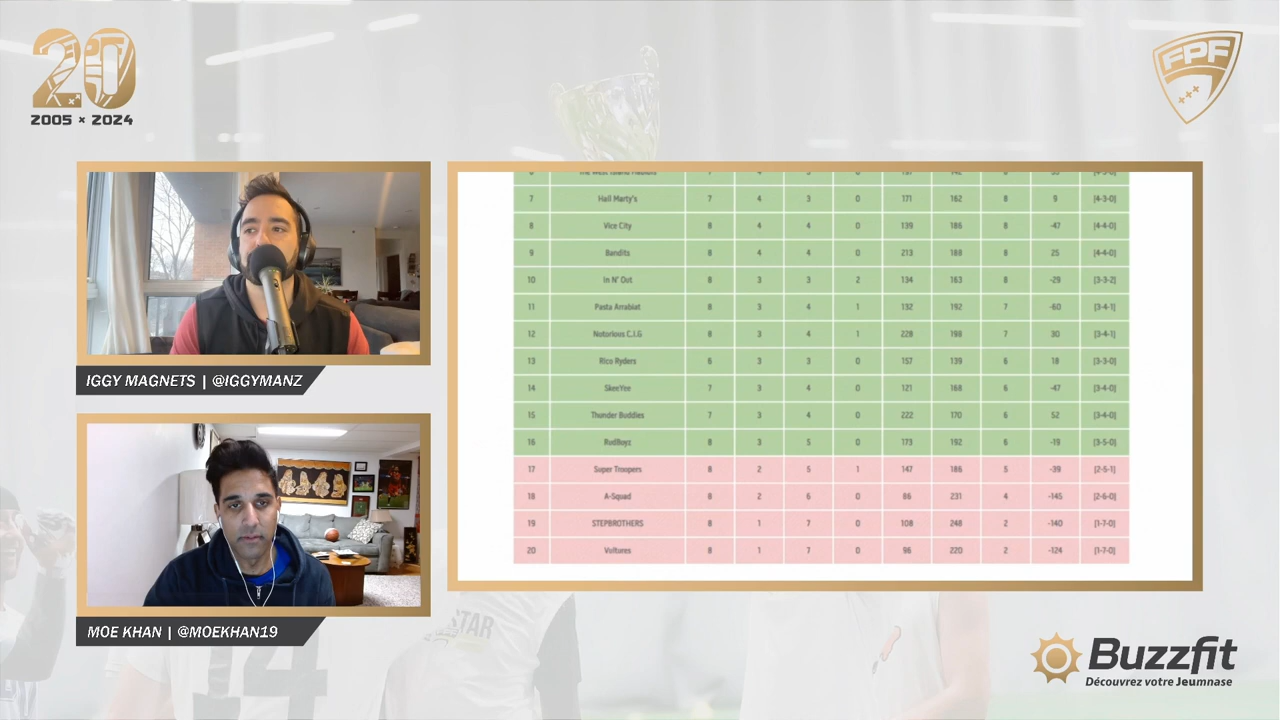 20
2005 × 2024
FPF
IGGY MAGNETS | @IGGYMANZ
MOE KHAN | @MOEKHAN19
7 Hail Marty's 7 4 3 0 171 162 8 9 [4-3-0]
8 Vice City 8 4 4 0 139 186 8 -47 [4-4-0]
9 Bandits 8 4 4 0 213 188 8 25 [4-4-0]
10 In N' Out 8 3 3 2 134 163 8 -29 [3-3-2]
11 Pasta Arrabiat 8 3 4 1 132 192 7 -60 [3-4-1]
12 Notorious C.I.G 8 3 4 1 228 198 7 30 [3-4-1]
13 Rico Ryders 6 3 3 0 157 139 6 18 [3-3-0]
14 SkeeYee 7 3 4 0 121 168 6 -47 [3-4-0]
15 Thunder Buddies 7 3 4 0 222 170 6 52 [3-4-0]
16 RudBoyz 8 3 5 0 173 192 6 -19 [3-5-0]
17 Super Troopers 8 2 5 1 147 186 5 -39 [2-5-1]
18 A-Squad 8 2 6 0 86 231 4 -145 [2-6-0]
19 STEPBROTHERS 8 1 7 0 108 248 2 -140 [1-7-0]
20 Voltures 8 1 7 0 96 220 2 -124 [1-7-0]
STAR
14
Buzzfit
Découvrez votre Jeumnase